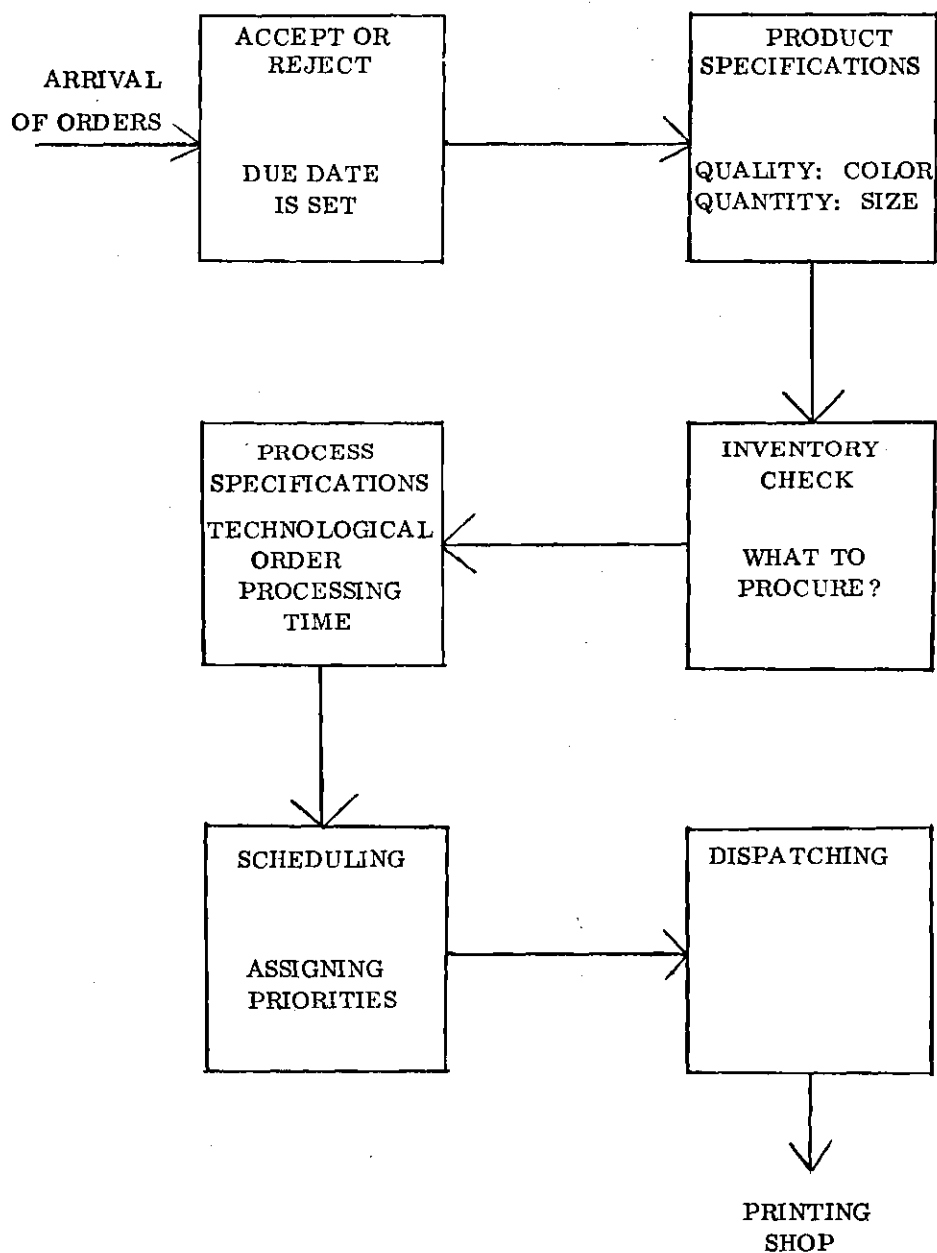 ARRIVAL
OF ORDERS
ACCEPT OR
REJECT
DUE DATE
IS SET
PRODUCT
SPECIFICATIONS
QUALITY: COLOR
QUANTITY: SIZE
INVENTORY
CHECK
WHAT TO
PROCURE?
PROCESS
SPECIFICATIONS
TECHNOLOGICAL
ORDER
PROCESSING
TIME
SCHEDULING
ASSIGNING
PRIORITIES
DISPATCHING
PRINTING
SHOP